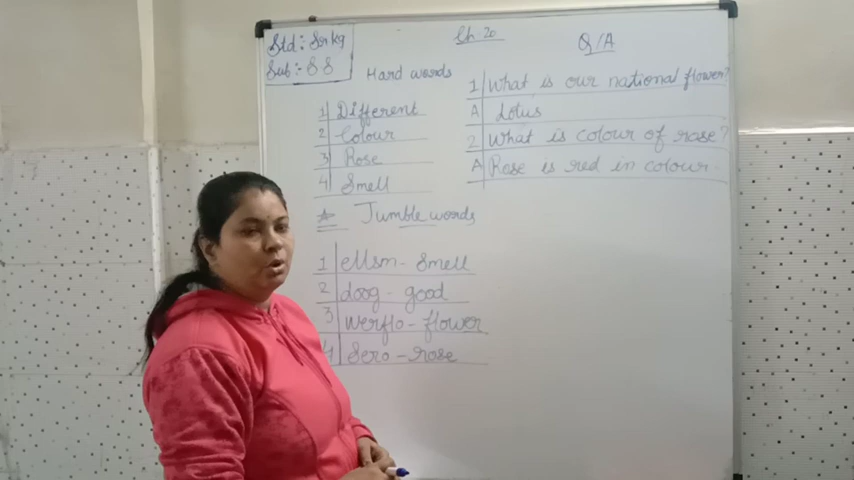 Std:- Sr kg
Sub:- S S
Ch. 20
Hard words
1 Different
2 Colour
3 Rose
4 Smell
Jumble words
1 ellsm - Smell
2 doog - good
3 werflo - flower
4 Sero - rose
Q/A
1 What is our national flower?
A Lotus
2 What is colour of rose?
A Rose is red in colour.